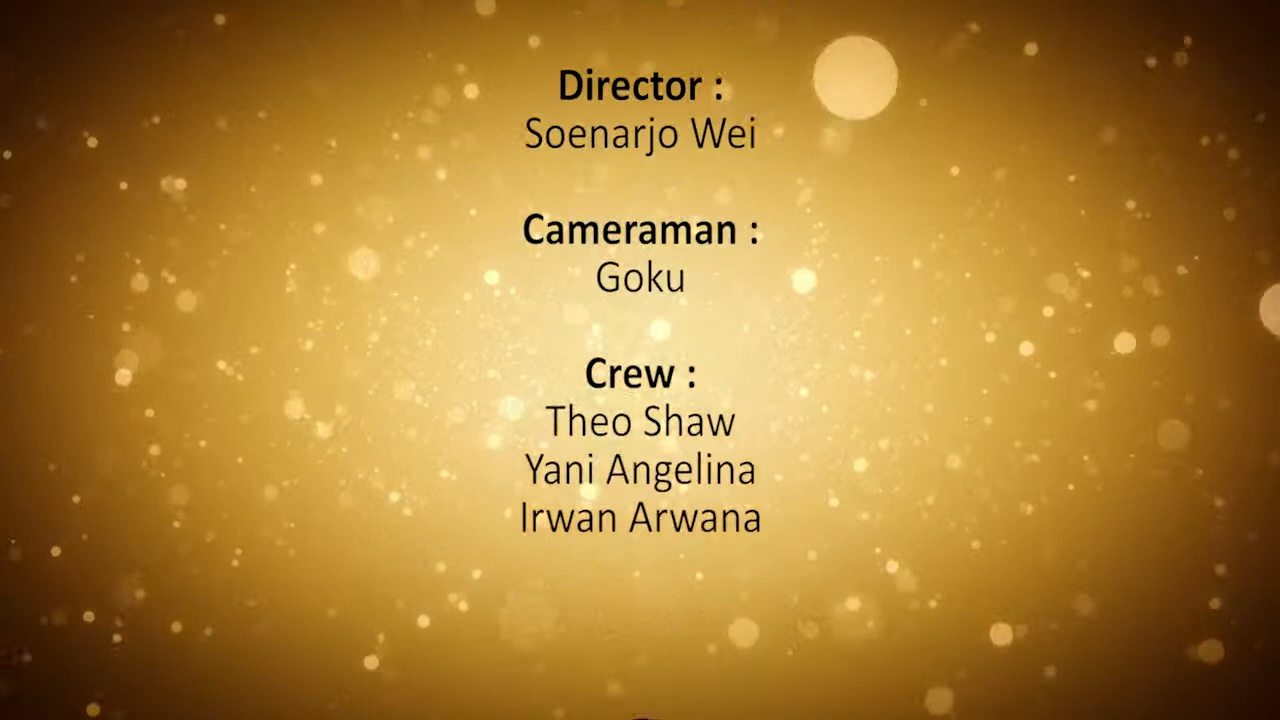 Director :
Soenarjo Wei
Cameraman :
Goku
Crew :
Theo Shaw
Yani Angelina
Irwan Arwana